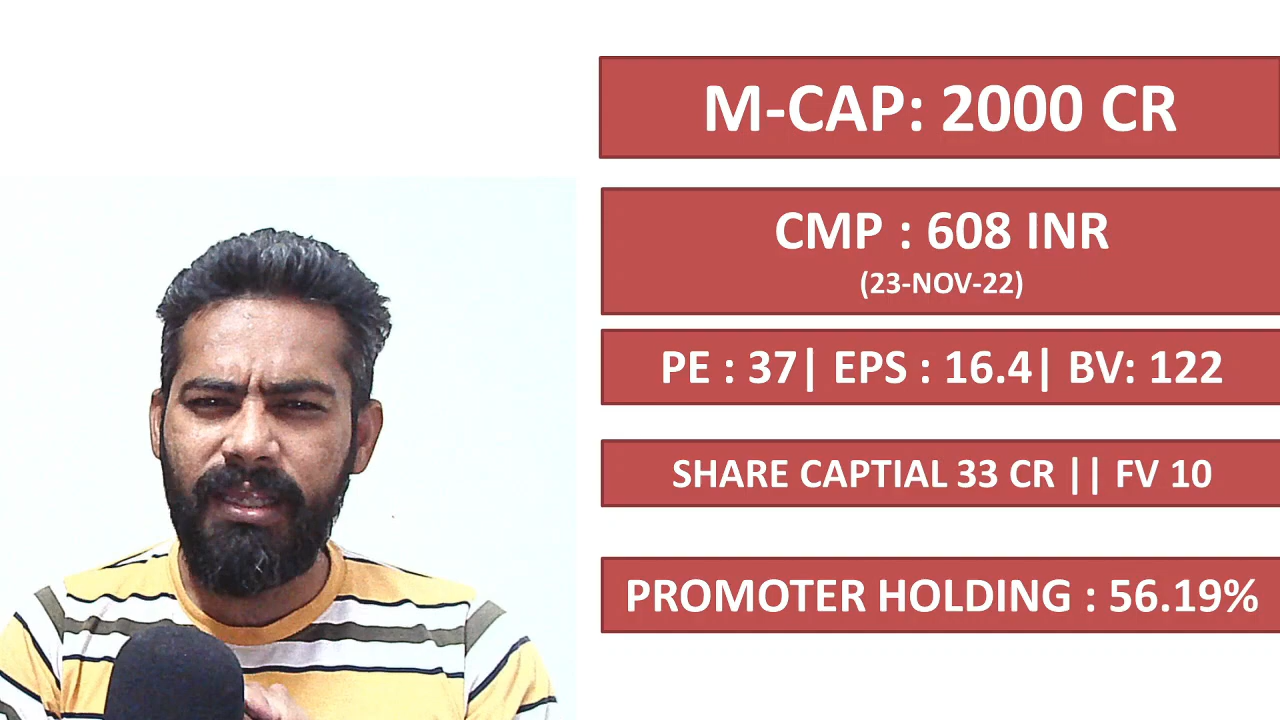 M-CAP: 2000 CR
CMP : 608 INR
(23-NOV-22)
PE : 37| EPS : 16.4| BV: 122
SHARE CAPTIAL 33 CR || FV 10
PROMOTER HOLDING : 56.19%